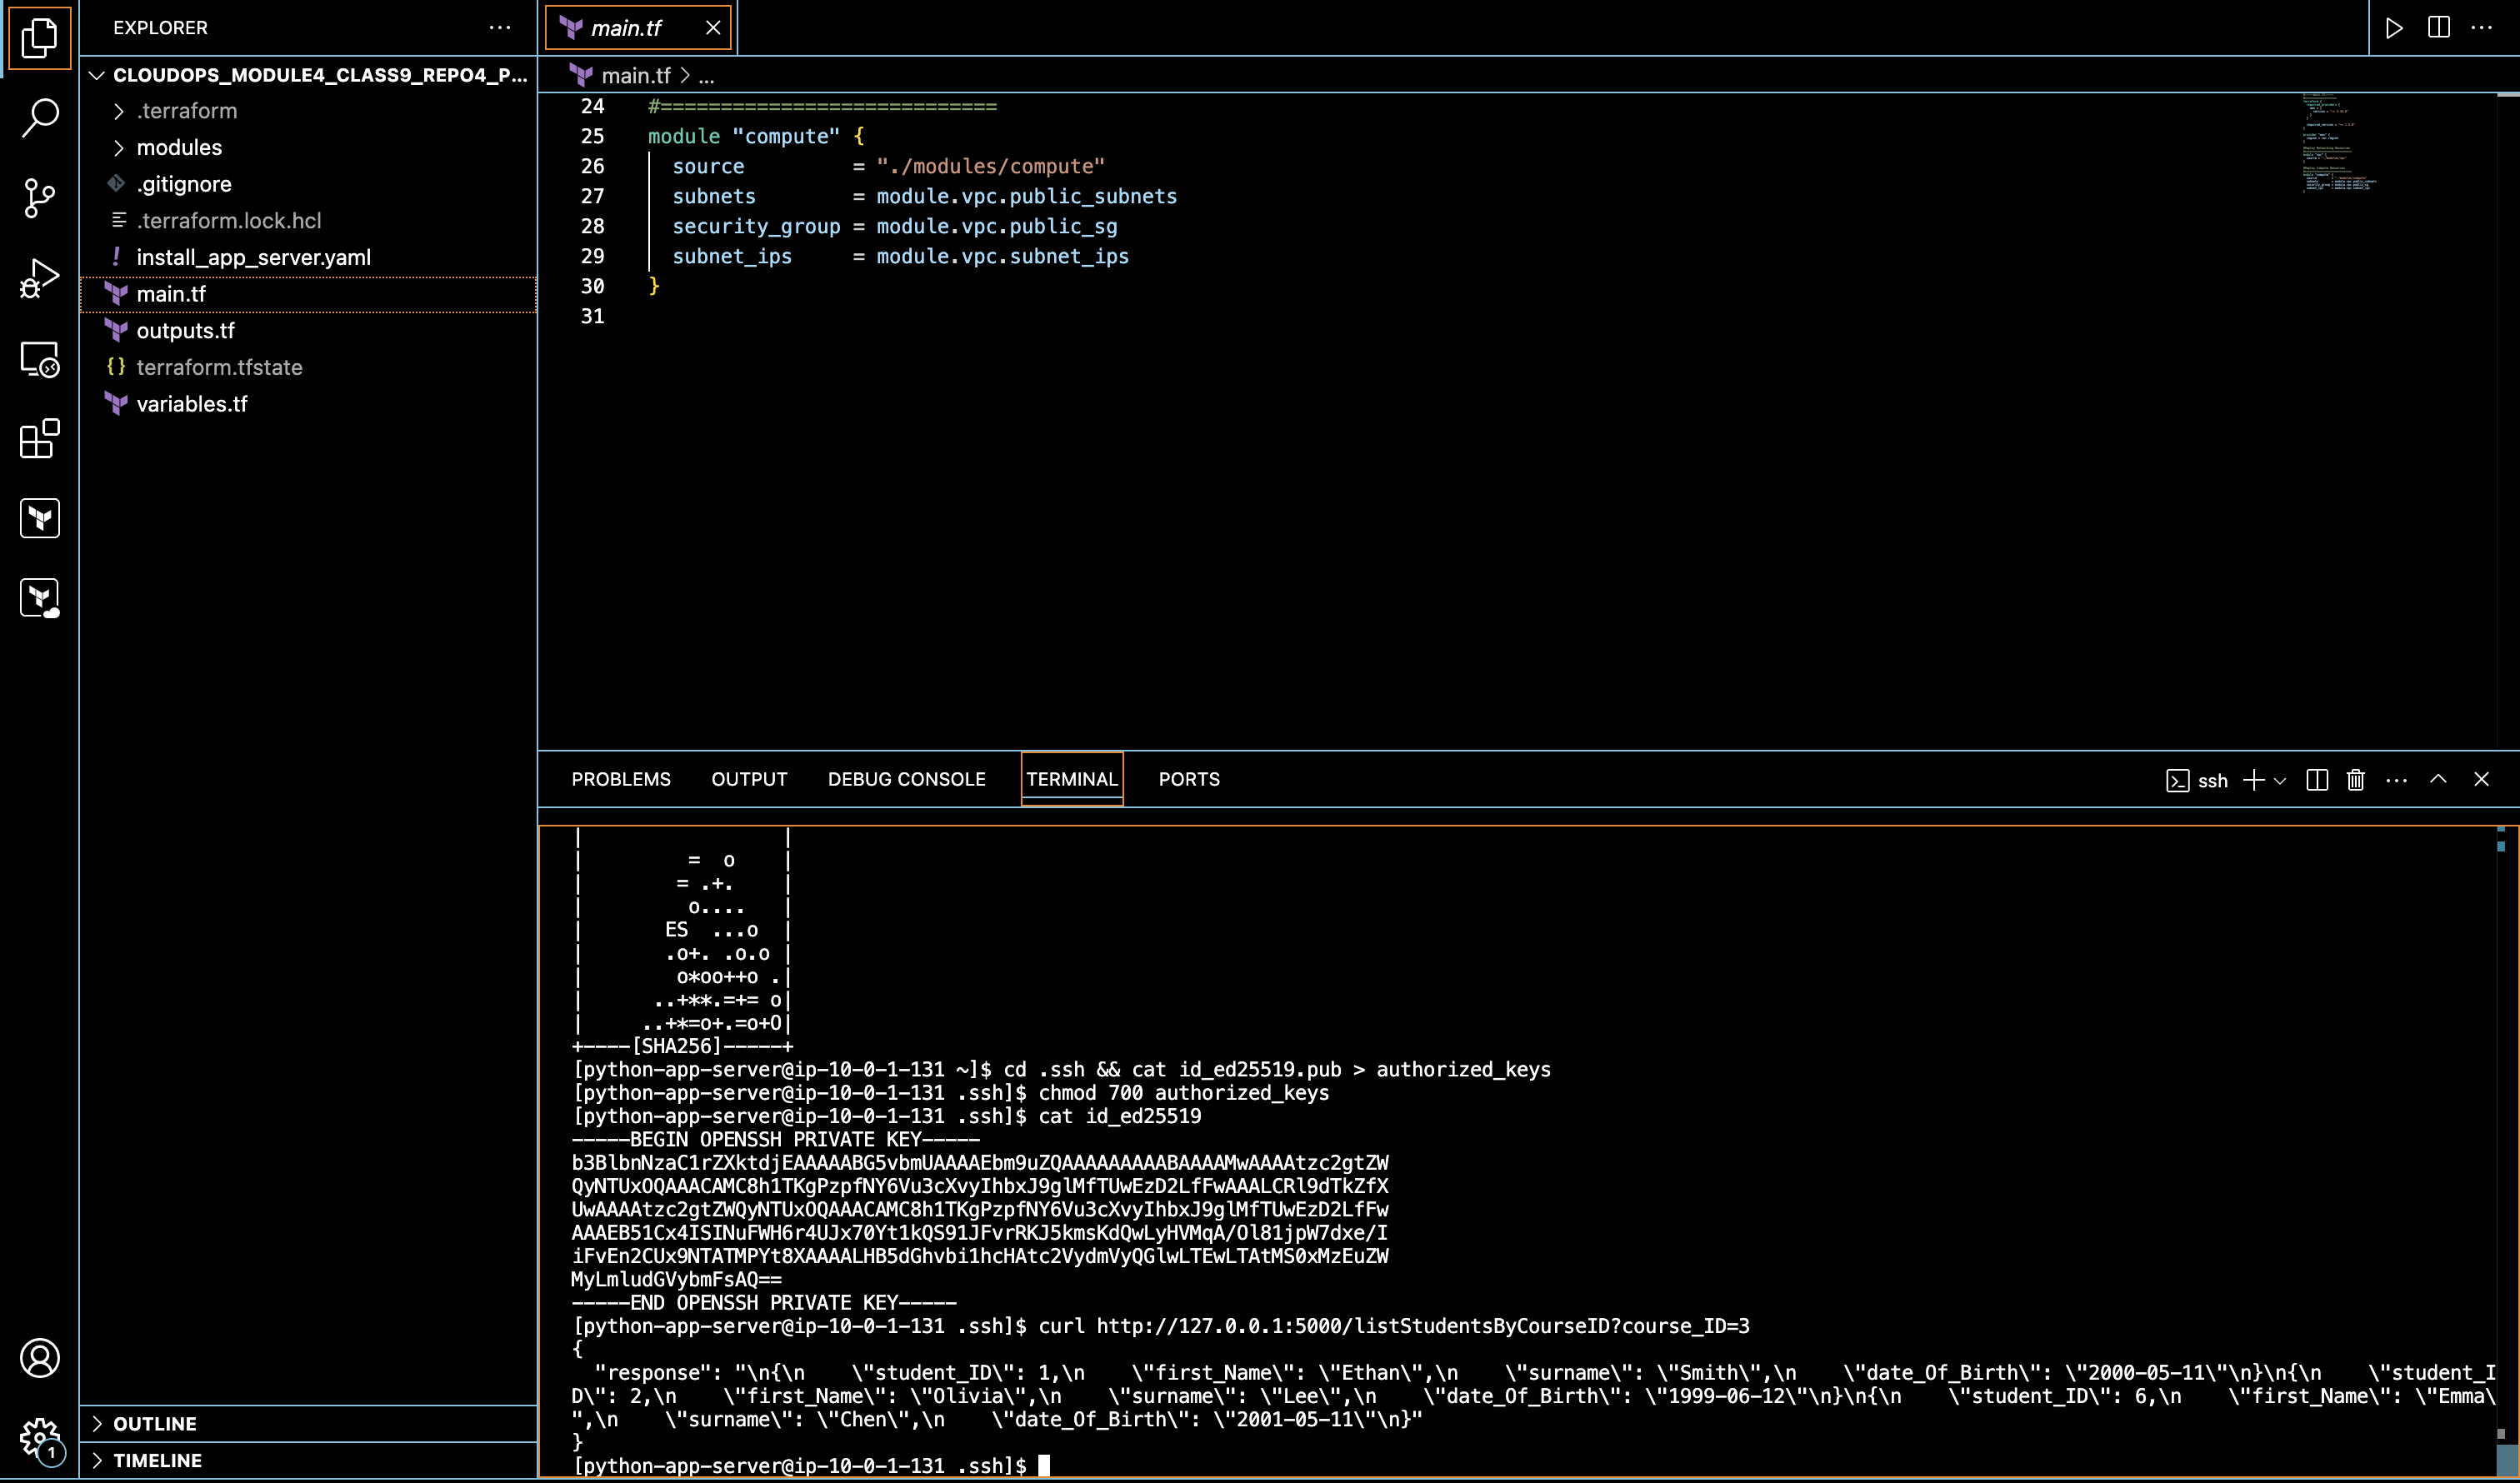 EXPLORER
CLOUDOPS_MODULE4_CLASS9_REPO4_P...
.terraform
modules
.gitignore
.terraform.lock.hcl
install_app_server.yaml
main.tf
outputs.tf
terraform.tfstate
variables.tf
OUTLINE
TIMELINE
1
main.tf
main.tf > ...
24 #============================
25 module "compute" {
26 source = "./modules/compute"
27 subnets = module.vpc.public_subnets
28 security_group = module.vpc.public_sg
29 subnet_ips = module.vpc.subnet_ips
30 }
31
PROBLEMS OUTPUT DEBUG CONSOLE TERMINAL PORTS
ssh
|                 |
|         =  o    |
|        = .+.    |
|         o....   |
|       ES  ...o  |
|       .o+. .o.o |
|        o*oo++o .|
|      ..+**.=+= o|
|     ..+*=o+.=o+O|
+----[SHA256]-----+
[python-app-server@ip-10-0-1-131 ~]$ cd .ssh && cat id_ed25519.pub > authorized_keys
[python-app-server@ip-10-0-1-131 .ssh]$ chmod 700 authorized_keys
[python-app-server@ip-10-0-1-131 .ssh]$ cat id_ed25519
-----BEGIN OPENSSH PRIVATE KEY-----
b3BlbnNzaC1rZXktdjEAAAAABG5vbmUAAAAEbm9uZQAAAAAAAAABAAAAMwAAAAtzc2gtZW
QyNTUxOQAAACAMC8h1TKgPzpfNY6Vu3cXvyIhbxJ9glMfTUwEzD2LfFwAAALCRl9dTkZfX
UwAAAAtzc2gtZWQyNTUxOQAAACAMC8h1TKgPzpfNY6Vu3cXvyIhbxJ9glMfTUwEzD2LfFw
AAAEB51Cx4ISINuFWH6r4UJx70Yt1kQS91JFvrRKJ5kmsKdQwLyHVMqA/Ol81jpW7dxe/I
iFvEn2CUx9NTATMPYt8XAAAALHB5dGhvbi1hcHAtc2VydmVyQGlwLTEwLTAtMS0xMzEuZW
MyLmludGVybmFsAQ==
-----END OPENSSH PRIVATE KEY-----
[python-app-server@ip-10-0-1-131 .ssh]$ curl http://127.0.0.1:5000/listStudentsByCourseID?course_ID=3
{
  "response": "\n{\n    \"student_ID\": 1,\n    \"first_Name\": \"Ethan\",\n    \"surname\": \"Smith\",\n    \"date_Of_Birth\": \"2000-05-11\"\n}\n{\n    \"student_I
D\": 2,\n    \"first_Name\": \"Olivia\",\n    \"surname\": \"Lee\",\n    \"date_Of_Birth\": \"1999-06-12\"\n}\n{\n    \"student_ID\": 6,\n    \"first_Name\": \"Emma\
",\n    \"surname\": \"Chen\",\n    \"date_Of_Birth\": \"2001-05-11\"\n}"
}
[python-app-server@ip-10-0-1-131 .ssh]$